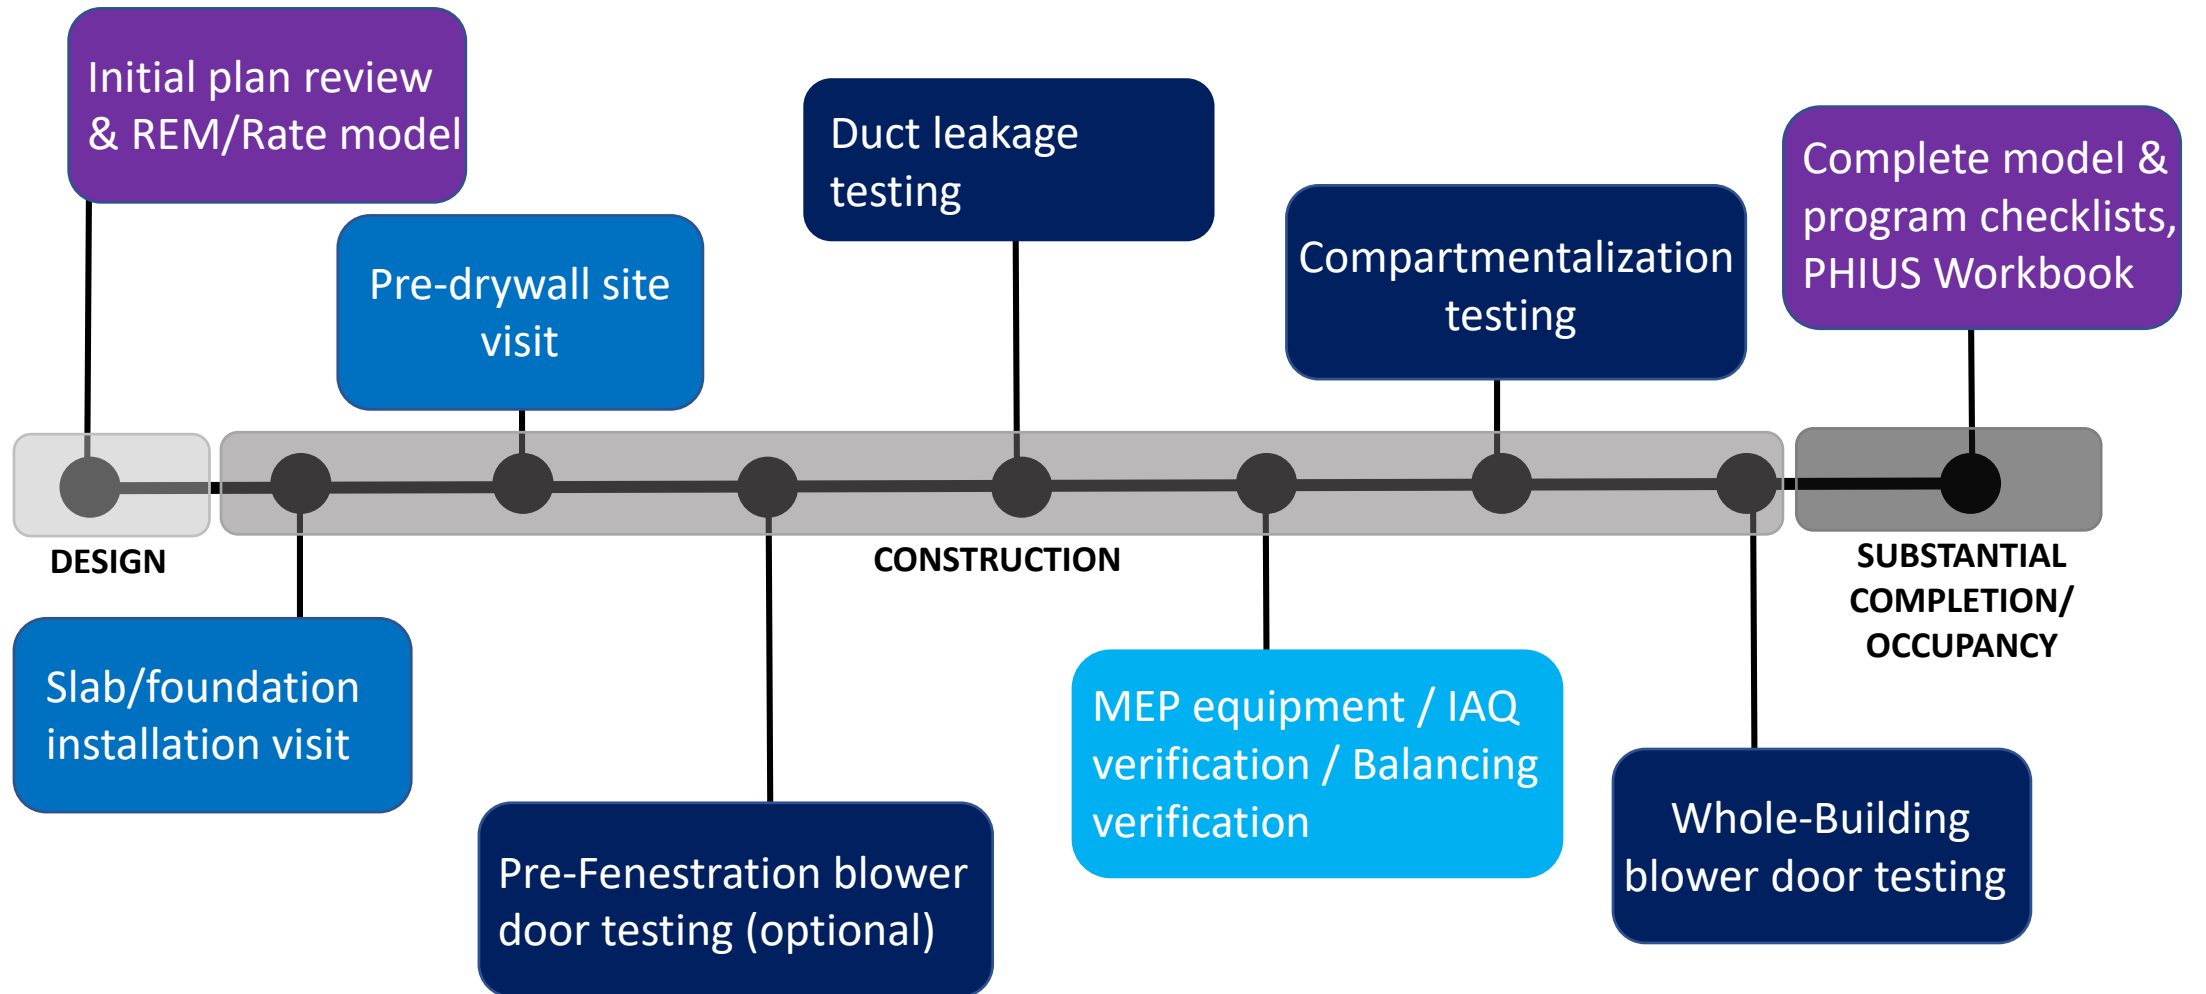 Initial plan review
& REM/Rate model
Pre-drywall site
visit
Duct leakage
testing
Compartmentalization
testing
Complete model &
program checklists,
PHIUS Workbook
DESIGN
CONSTRUCTION
SUBSTANTIAL
COMPLETION/
OCCUPANCY
Slab/foundation
installation visit
Pre-Fenestration blower
door testing (optional)
MEP equipment / IAQ
verification / Balancing
verification
Whole-Building
blower door testing